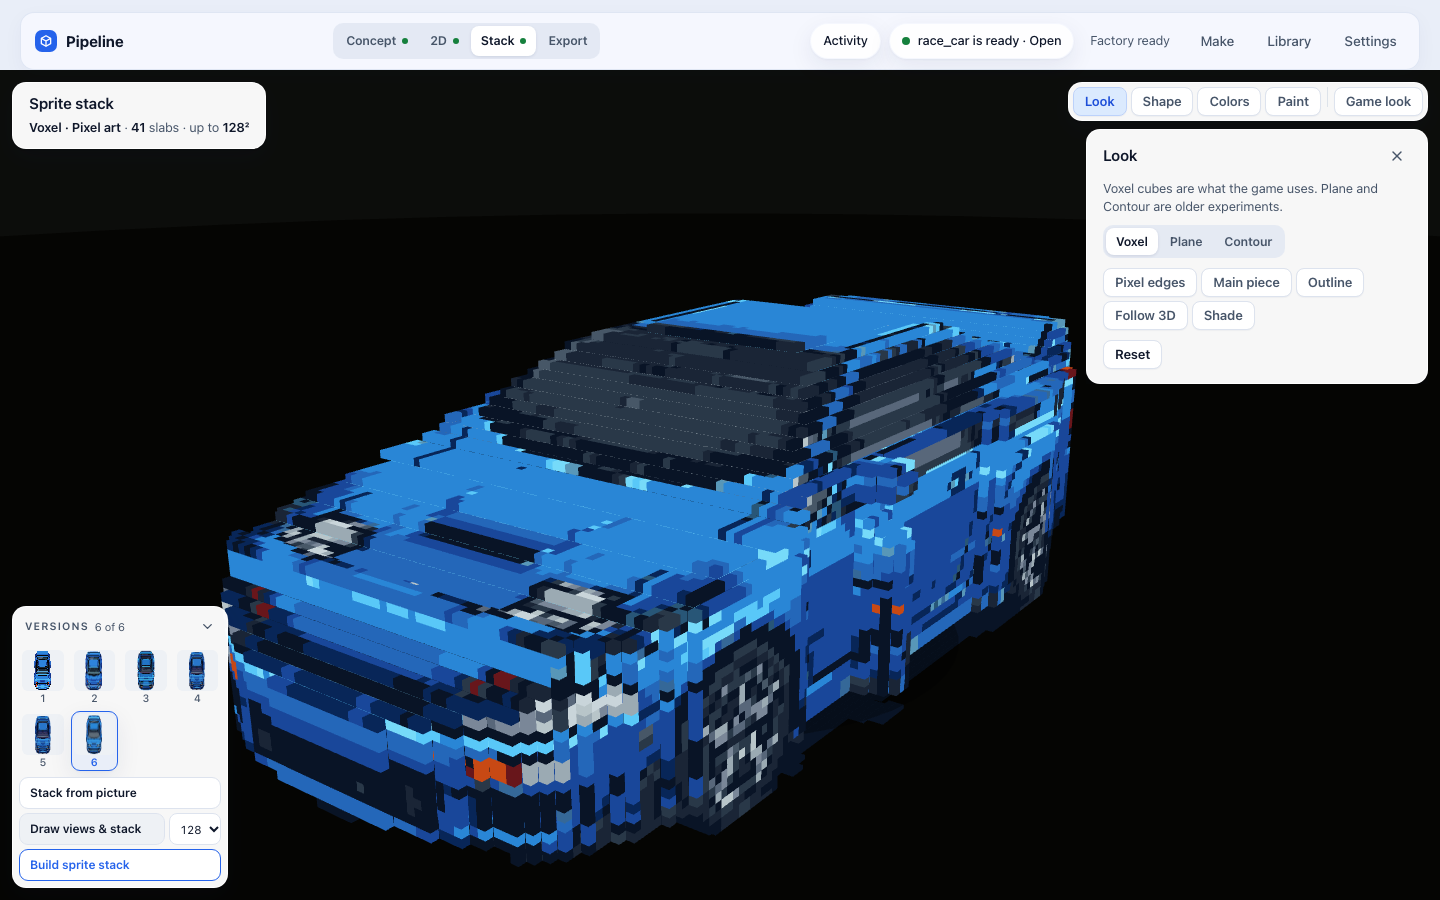 Pipeline
Concept
2D
Stack
Export
Activity
race_car is ready · Open
Factory ready
Make
Library
Settings
Sprite stack
Voxel · Pixel art · 41 slabs · up to 128²
Look
Shape
Colors
Paint
Game look
Look
Voxel cubes are what the game uses. Plane and
Contour are older experiments.
Voxel
Plane
Contour
Pixel edges
Main piece
Outline
Follow 3D
Shade
Reset
VERSIONS 6 of 6
1
2
3
4
5
6
Stack from picture
Draw views & stack
128
Build sprite stack